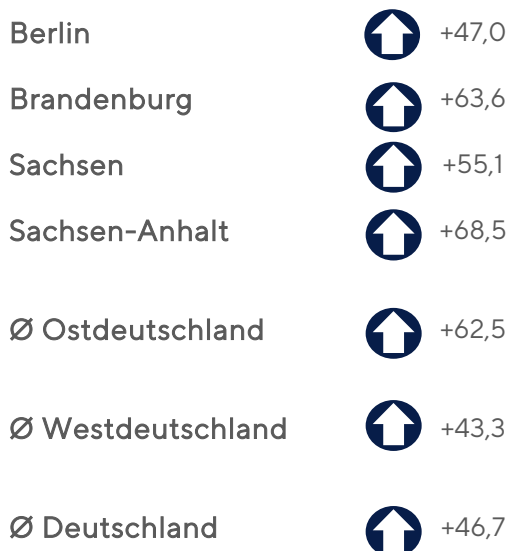 Berlin +47,0
Brandenburg +63,6
Sachsen +55,1
Sachsen-Anhalt +68,5
Ø Ostdeutschland +62,5
Ø Westdeutschland +43,3
Ø Deutschland +46,7